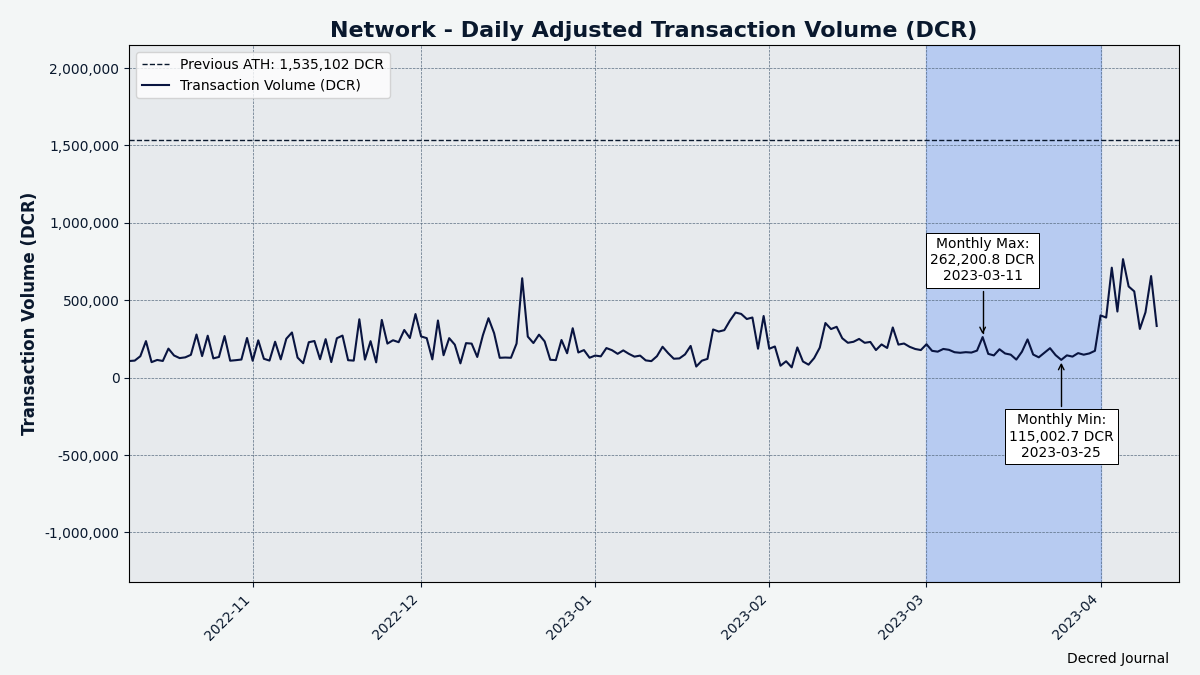 Network - Daily Adjusted Transaction Volume (DCR)
Previous ATH: 1,535,102 DCR
Transaction Volume (DCR)
Transaction Volume (DCR)
2,000,000
1,500,000
1,000,000
500,000
0
-500,000
-1,000,000
Monthly Max:
262,200.8 DCR
2023-03-11
Monthly Min:
115,002.7 DCR
2023-03-25
2022-11
2022-12
2023-01
2023-02
2023-03
2023-04
Decred Journal